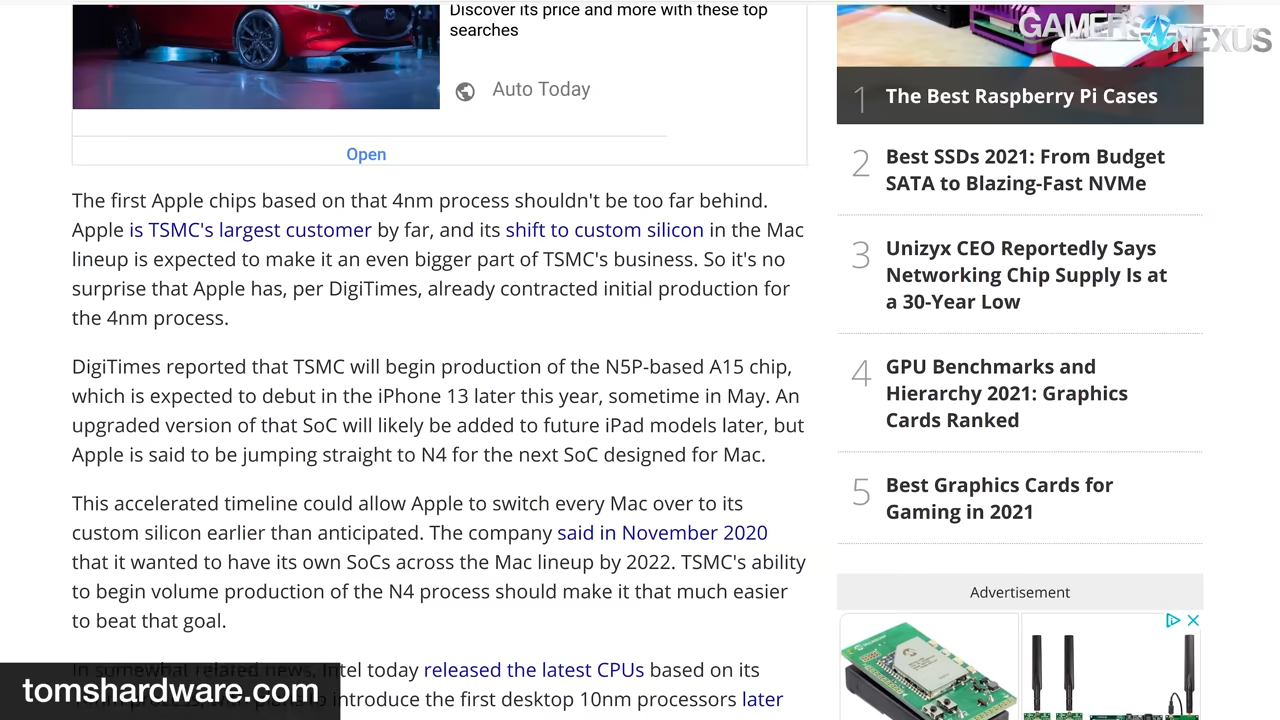 Discover its price and more with these top
searches
Auto Today
Open
The first Apple chips based on that 4nm process shouldn't be too far behind.
Apple is TSMC's largest customer by far, and its shift to custom silicon in the Mac
lineup is expected to make it an even bigger part of TSMC's business. So it's no
surprise that Apple has, per DigiTimes, already contracted initial production for
the 4nm process.
DigiTimes reported that TSMC will begin production of the N5P-based A15 chip,
which is expected to debut in the iPhone 13 later this year, sometime in May. An
upgraded version of that SoC will likely be added to future iPad models later, but
Apple is said to be jumping straight to N4 for the next SoC designed for Mac.
This accelerated timeline could allow Apple to switch every Mac over to its
custom silicon earlier than anticipated. The company said in November 2020
that it wanted to have its own SoCs across the Mac lineup by 2022. TSMC's ability
to begin volume production of the N4 process should make it that much easier
to beat that goal.
In somewhat related news, Intel today released the latest CPUs based on its
introduce the first desktop 10nm processors later
tomshardware.com
GAMERS NEXUS
1 The Best Raspberry Pi Cases
2 Best SSDs 2021: From Budget
SATA to Blazing-Fast NVMe
3 Unizyx CEO Reportedly Says
Networking Chip Supply Is at
a 30-Year Low
4 GPU Benchmarks and
Hierarchy 2021: Graphics
Cards Ranked
5 Best Graphics Cards for
Gaming in 2021
Advertisement